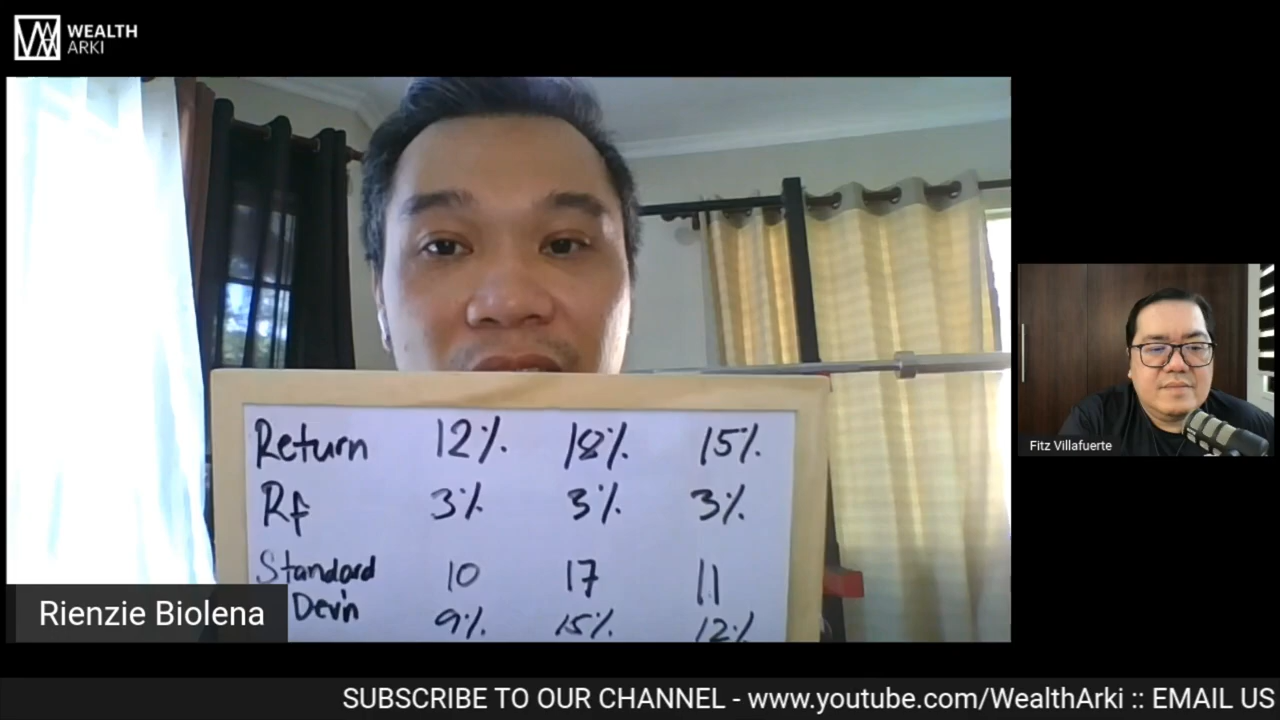 WEALTH
ARKI
Return 12% 18% 15%
Rf 3% 3% 3%
Standard 10 17 11
Dev'n 9% 15% 12%
Rienzie Biolena
Fitz Villafuerte
SUBSCRIBE TO OUR CHANNEL - www.youtube.com/WealthArki :: EMAIL US